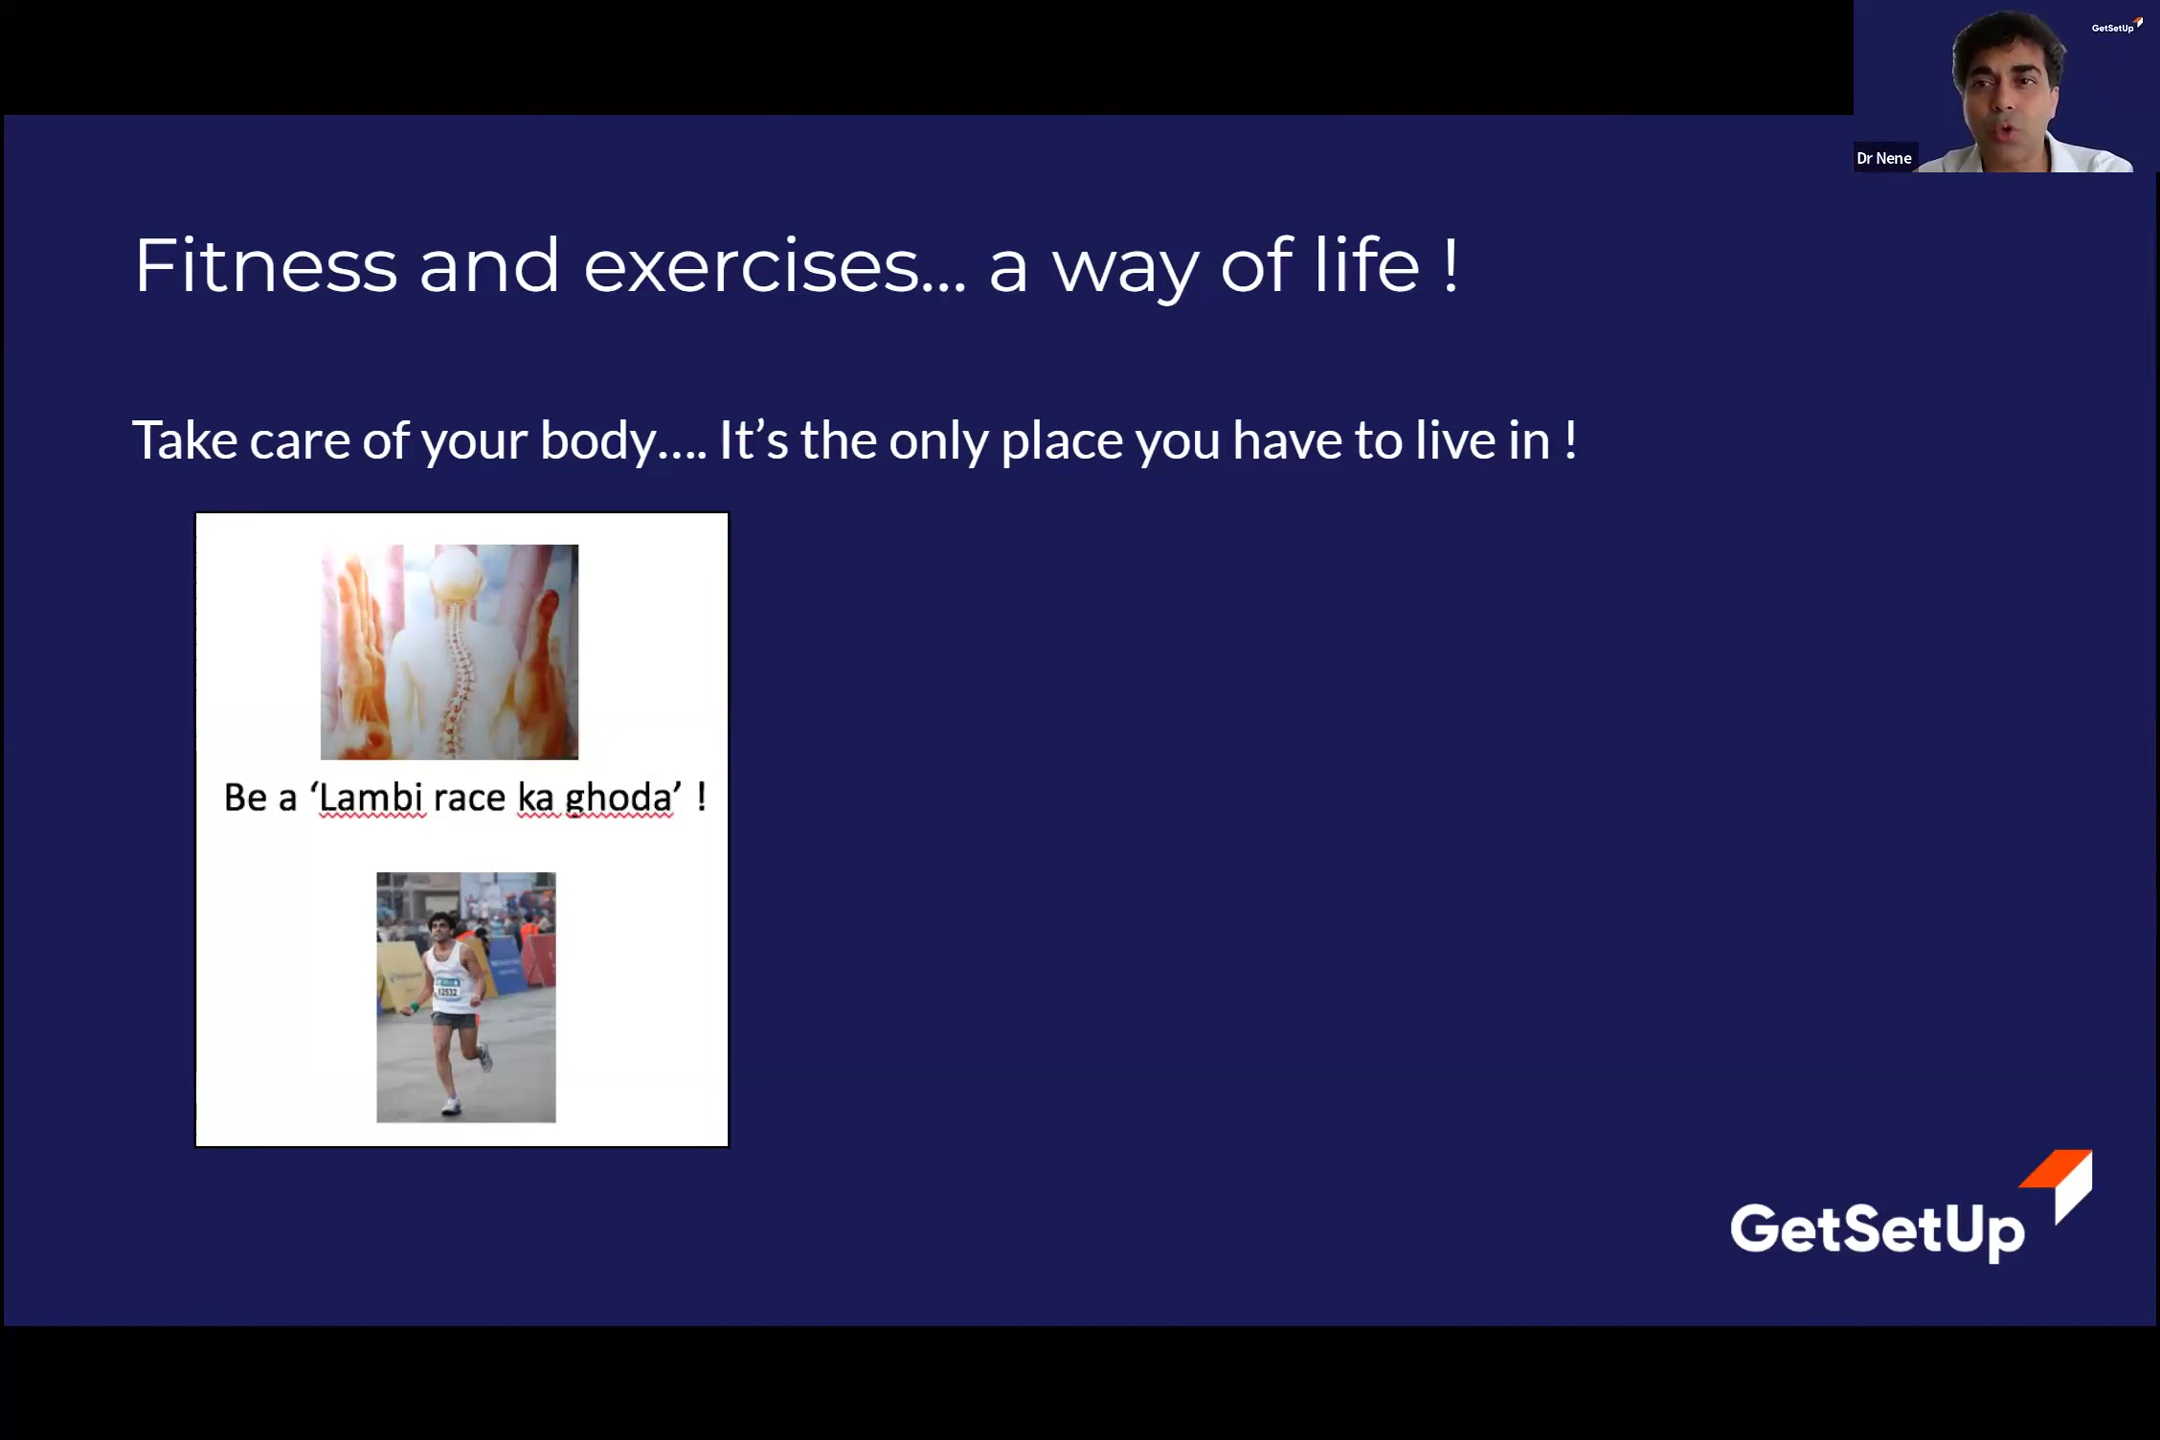 GetSetUp
Dr Nene
Fitness and exercises... a way of life !
Take care of your body.... It's the only place you have to live in !
Be a ‘Lambi race ka ghoda’ !
12532
GetSetUp